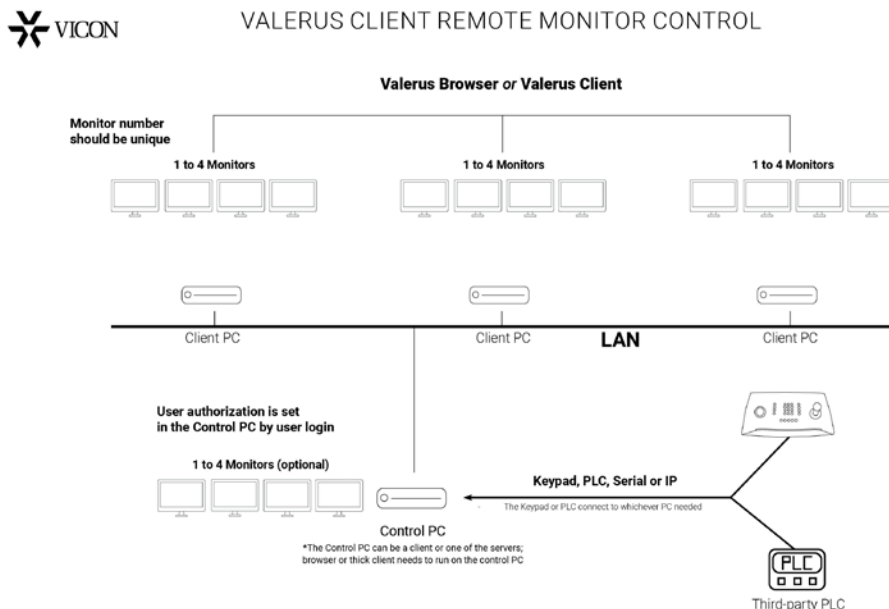 VICON
VALERUS CLIENT REMOTE MONITOR CONTROL
Valerus Browser or Valerus Client
Monitor number
should be unique
1 to 4 Monitors
1 to 4 Monitors
1 to 4 Monitors
Client PC
Client PC
LAN
Client PC
User authorization is set
in the Control PC by user login
1 to 4 Monitors (optional)
Keypad, PLC, Serial or IP
The Keypad or PLC connect to whichever PC needed
Control PC
*The Control PC can be a client or one of the servers;
browser or thick client needs to run on the control PC
PLC
Third-party PLC